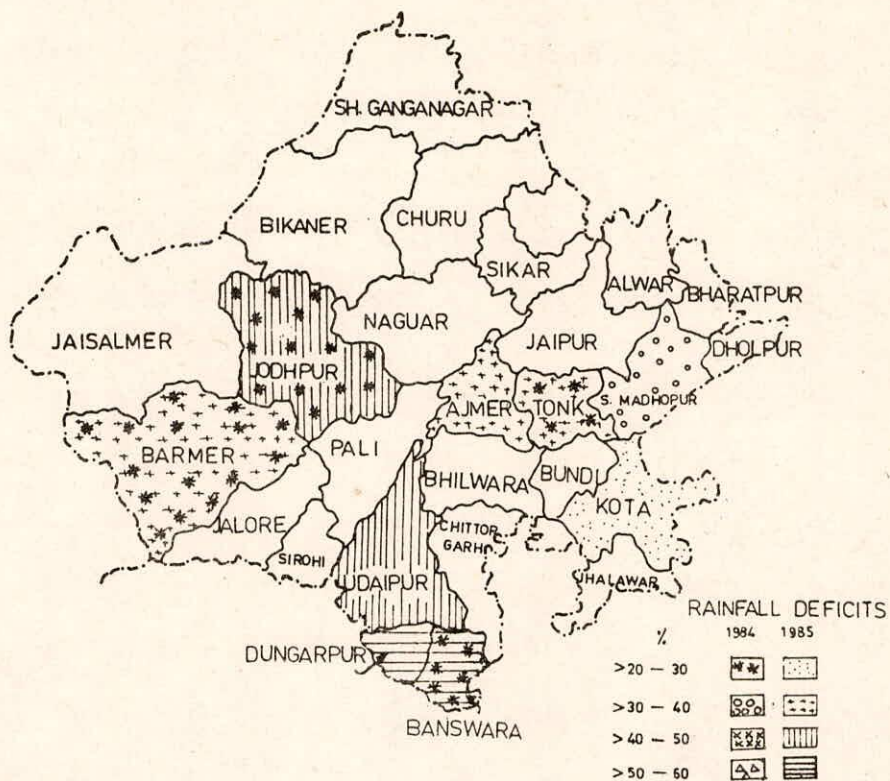 SH. GANGANAGAR
BIKANER
CHURU
SIKAR
ALWAR
BHARATPUR
JAISALMER
NAGUAR
JAIPUR
DHOLPUR
JODHPUR
AJMER
TONK
S. MADHOPUR
BARMER
PALI
BHILWARA
BUNDI
KOTA
JALORE
SIROHI
CHITTOR
GARH
UDAIPUR
JHALAWAR
DUNGARPUR
BANSWARA
RAINFALL DEFICITS
% 1984 1985
>20 - 30
>30 - 40
>40 - 50
>50 - 60